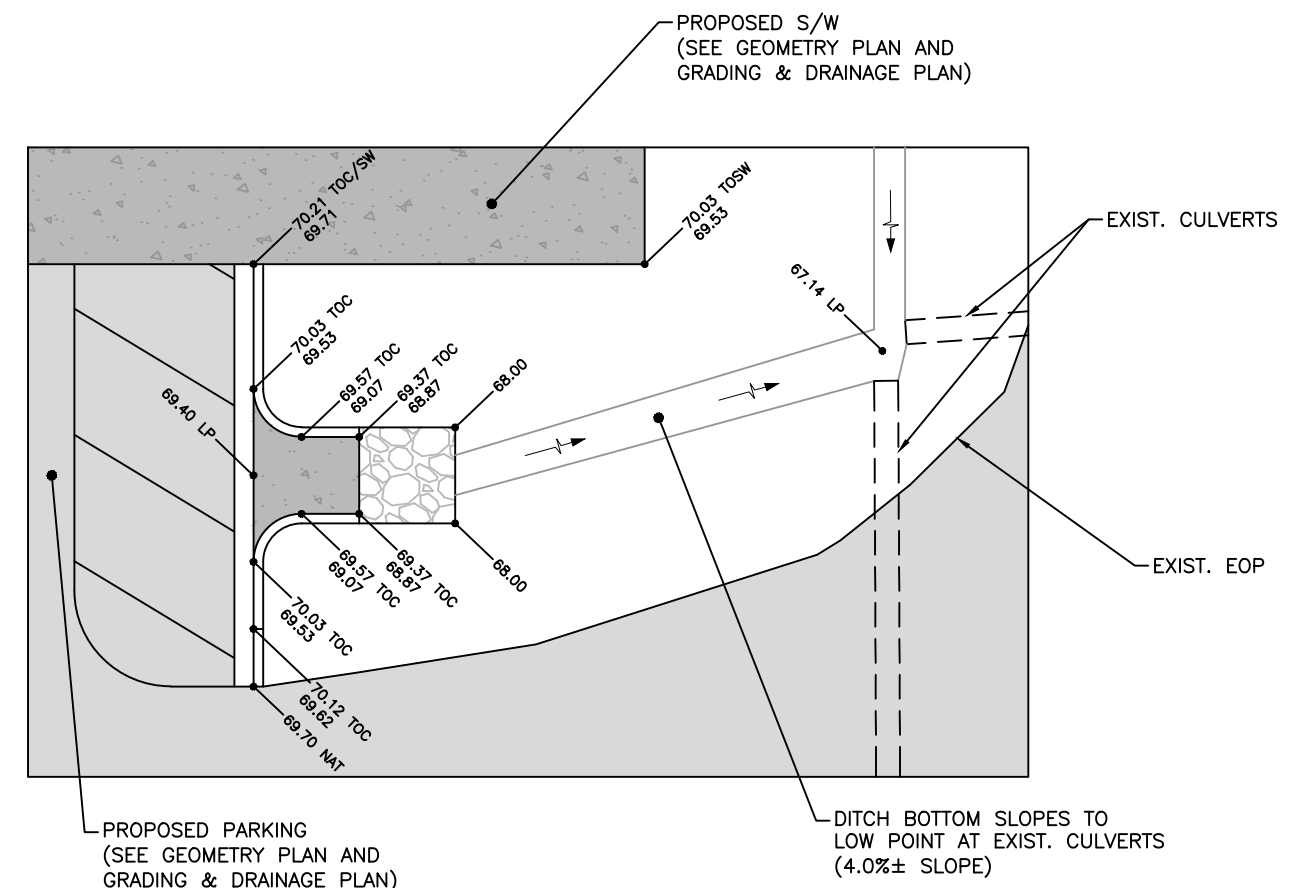 PROPOSED S/W
(SEE GEOMETRY PLAN AND
GRADING & DRAINAGE PLAN)
70.21 TOC/SW
69.71
70.03 TOSW
69.53
EXIST. CULVERTS
67.14 LP
70.03 TOC
69.53
69.57 TOC
69.07
69.37 TOC
68.87
68.00
69.40 LP
69.57 TOC
69.07
69.37 TOC
68.87
68.00
EXIST. EOP
70.03 TOC
69.53
70.12 TOC
69.62
69.70 NAT
PROPOSED PARKING
(SEE GEOMETRY PLAN AND
GRADING & DRAINAGE PLAN)
DITCH BOTTOM SLOPES TO
LOW POINT AT EXIST. CULVERTS
(4.0%± SLOPE)